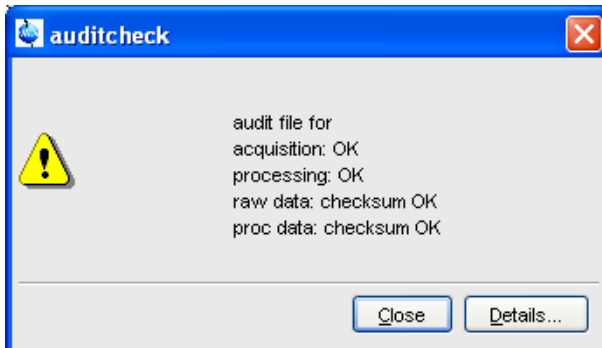 auditcheck
audit file for
acquisition: OK
processing: OK
raw data: checksum OK
proc data: checksum OK
Close
Details...